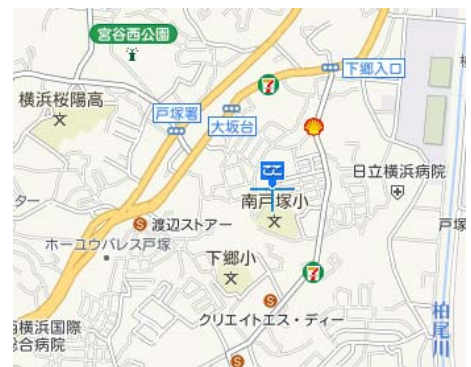 宮谷西公園
下郷入口
横浜桜陽高
戸塚署
大坂台
日立横浜病院
ター
南戸塚小
渡辺ストアー
戸塚
ホーユウパレス戸塚
下郷小
柏尾川
クリエイトエス・ディー
南横浜国際
総合病院